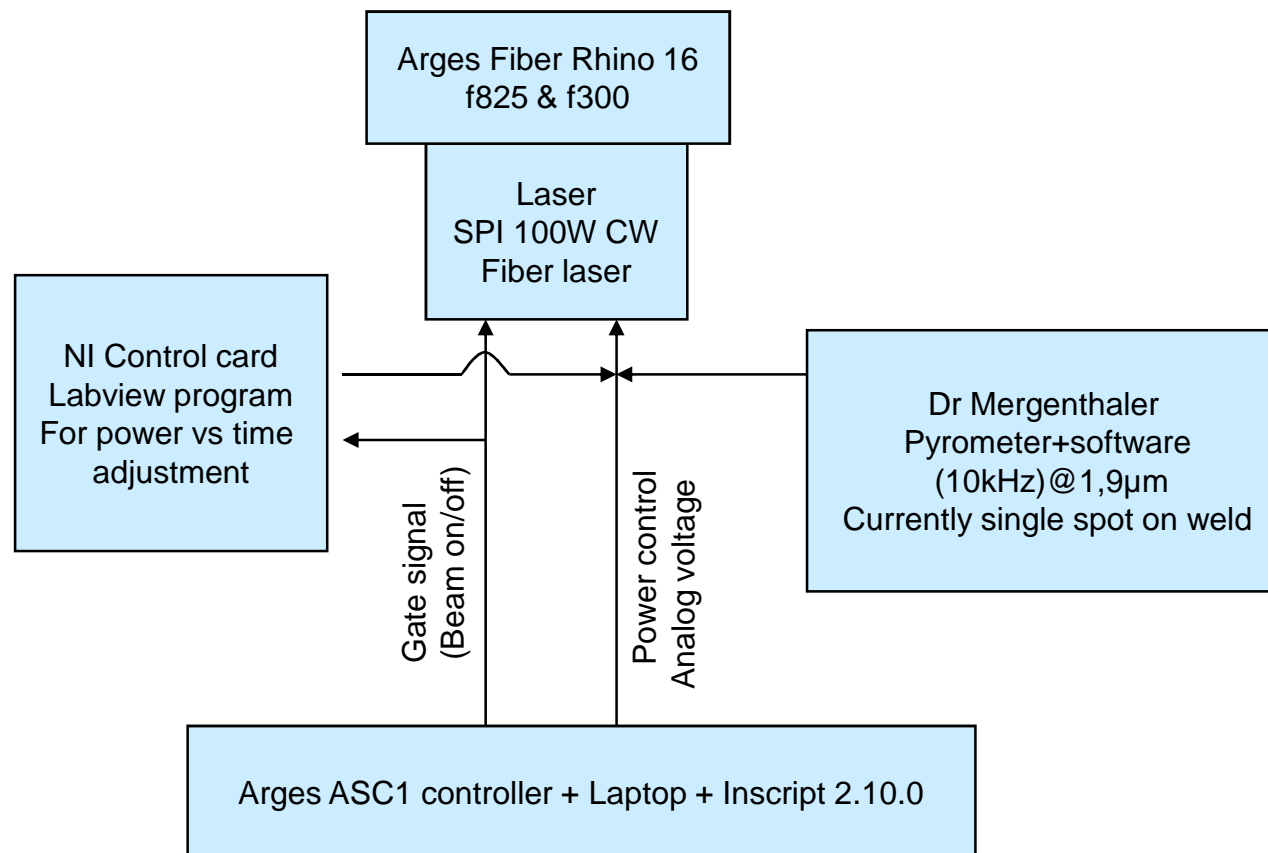 Arges Fiber Rhino 16
f825 & f300
Laser
SPI 100W CW
Fiber laser
NI Control card
Labview program
For power vs time
adjustment
Dr Mergenthaler
Pyrometer+software
(10kHz)@1,9µm
Currently single spot on weld
Gate signal
(Beam on/off)
Power control
Analog voltage
Arges ASC1 controller + Laptop + Inscript 2.10.0